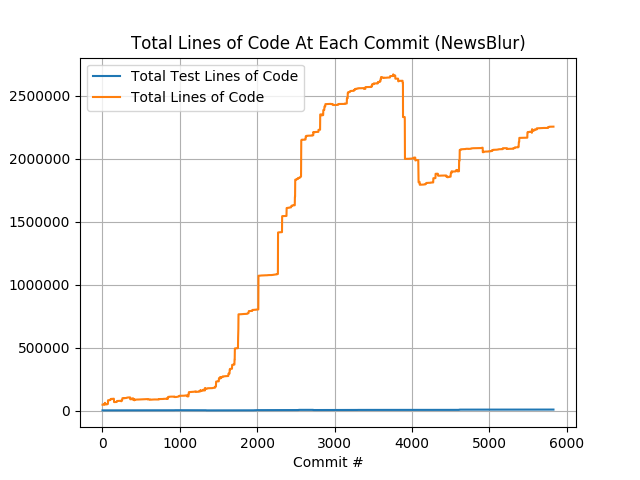 Total Lines of Code At Each Commit (NewsBlur)
Total Test Lines of Code
Total Lines of Code
2500000
2000000
1500000
1000000
500000
0
0 1000 2000 3000 4000 5000 6000
Commit #